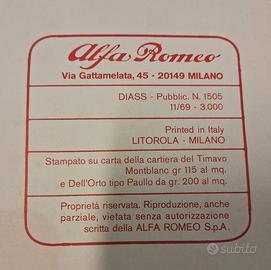 Alfa Romeo
Via Gattamelata, 45 - 20149 MILANO
DIASS - Pubblic. N. 1505
11/69 - 3.000
Printed in Italy
LITOROLA - MILANO
Stampato su carta della cartiera del Timavo
Montblanc gr 115 al mq.
e Dell'Orto tipo Paullo da gr. 200 al mq.
Proprietà riservata. Riproduzione, anche
parziale, vietata senza autorizzazione
scritta della ALFA ROMEO S.p.A.
subito